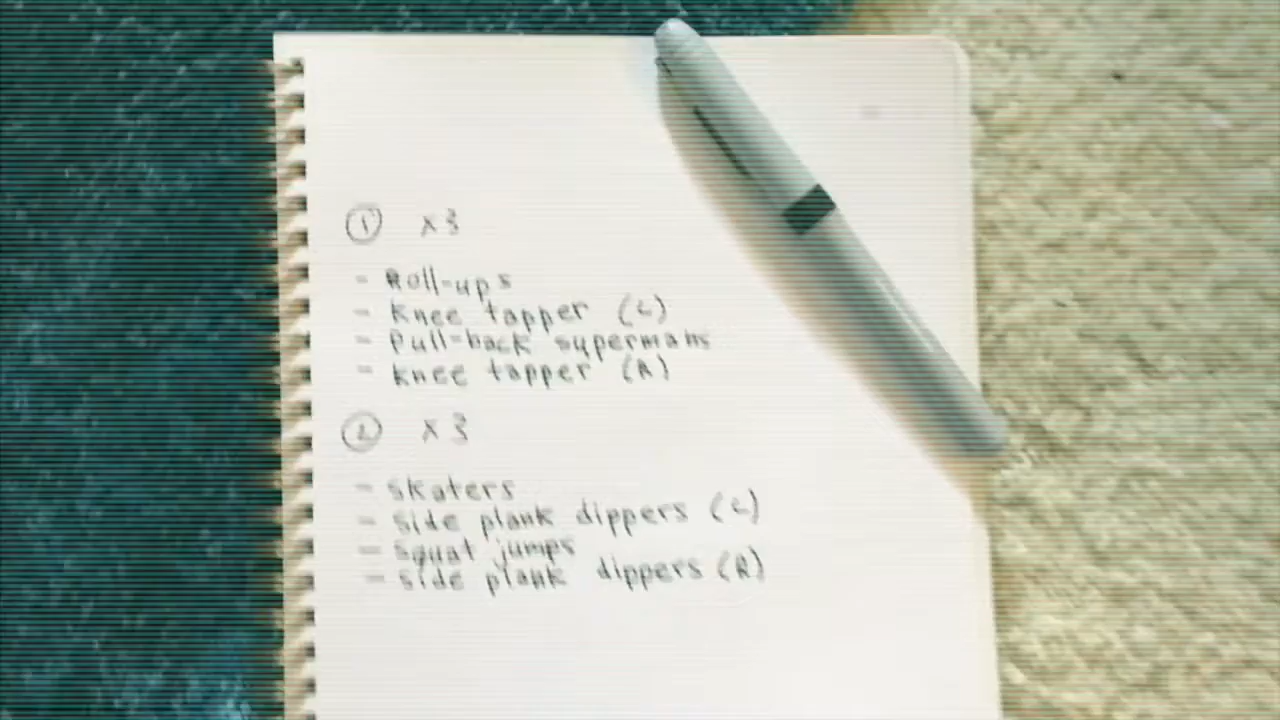 ① x3
- Roll-ups
- Knee tapper (L)
- Pull-back supermans
- Knee tapper (R)
② x3
- Skaters
- Side plank dippers (L)
- Squat jumps
- Side plank dippers (R)